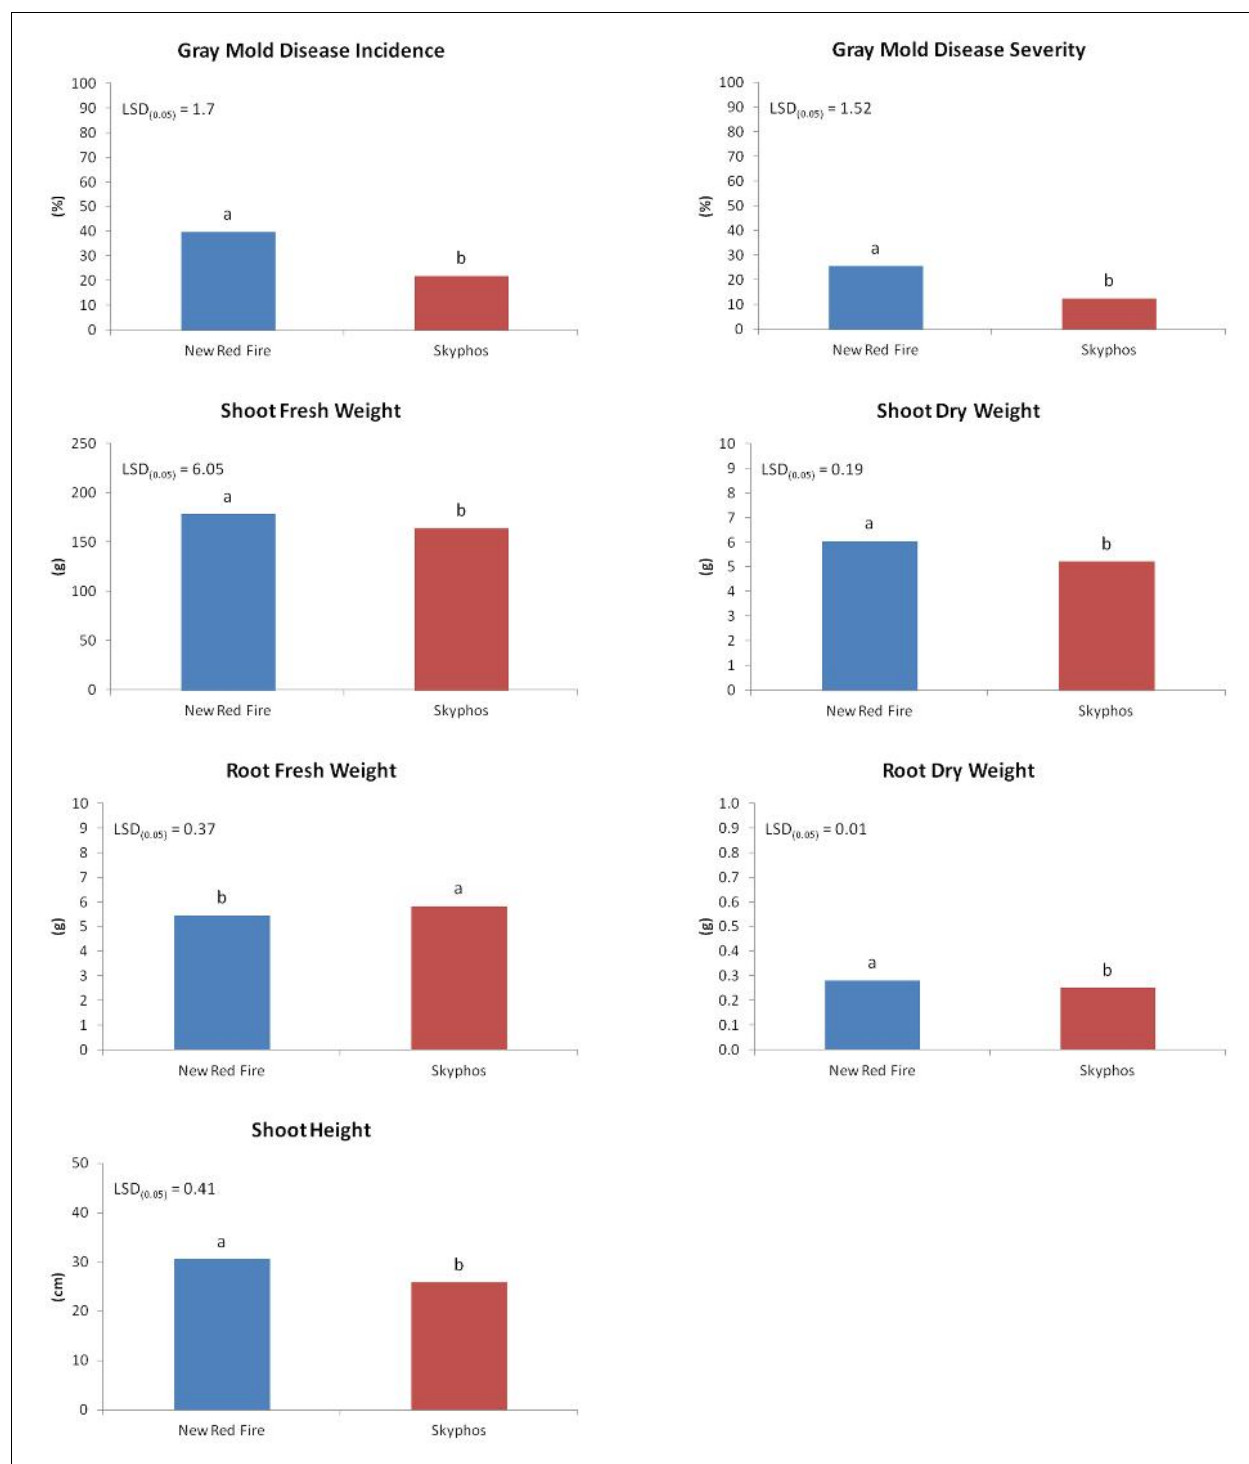 Gray Mold Disease Incidence
100
90
80
70
60
50
40
30
20
10
0
(%)
LSD(0.05) = 1.7
a
b
New Red Fire
Skyphos
Gray Mold Disease Severity
100
90
80
70
60
50
40
30
20
10
0
(%)
LSD(0.05) = 1.52
a
b
New Red Fire
Skyphos
Shoot Fresh Weight
250
200
150
100
50
0
(g)
LSD(0.05) = 6.05
a
b
New Red Fire
Skyphos
Shoot Dry Weight
10
9
8
7
6
5
4
3
2
1
0
(g)
LSD(0.05) = 0.19
a
b
New Red Fire
Skyphos
Root Fresh Weight
10
9
8
7
6
5
4
3
2
1
0
(g)
LSD(0.05) = 0.37
b
a
New Red Fire
Skyphos
Root Dry Weight
1.0
0.9
0.8
0.7
0.6
0.5
0.4
0.3
0.2
0.1
0.0
(g)
LSD(0.05) = 0.01
a
b
New Red Fire
Skyphos
Shoot Height
50
40
30
20
10
0
(cm)
LSD(0.05) = 0.41
a
b
New Red Fire
Skyphos